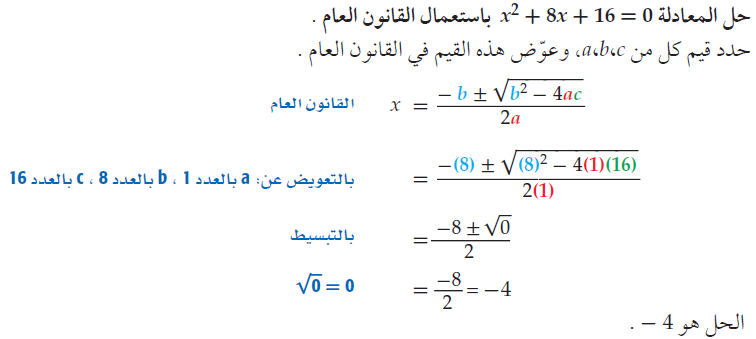 حل المعادلة x² + 8x + 16 = 0 باستعمال القانون العام .
حدد قيم كل من a،b،c، وعوّض هذه القيم في القانون العام .
القانون العام x = (−b ± √(b² − 4ac)) / 2a
بالتعويض عن: a بالعدد 1 ، b بالعدد 8 ، c بالعدد 16 = (−(8) ± √((8)² − 4(1)(16))) / 2(1)
بالتبسيط = (−8 ± √0) / 2
√0 = 0 = −8 / 2 = −4
الحل هو 4 − .